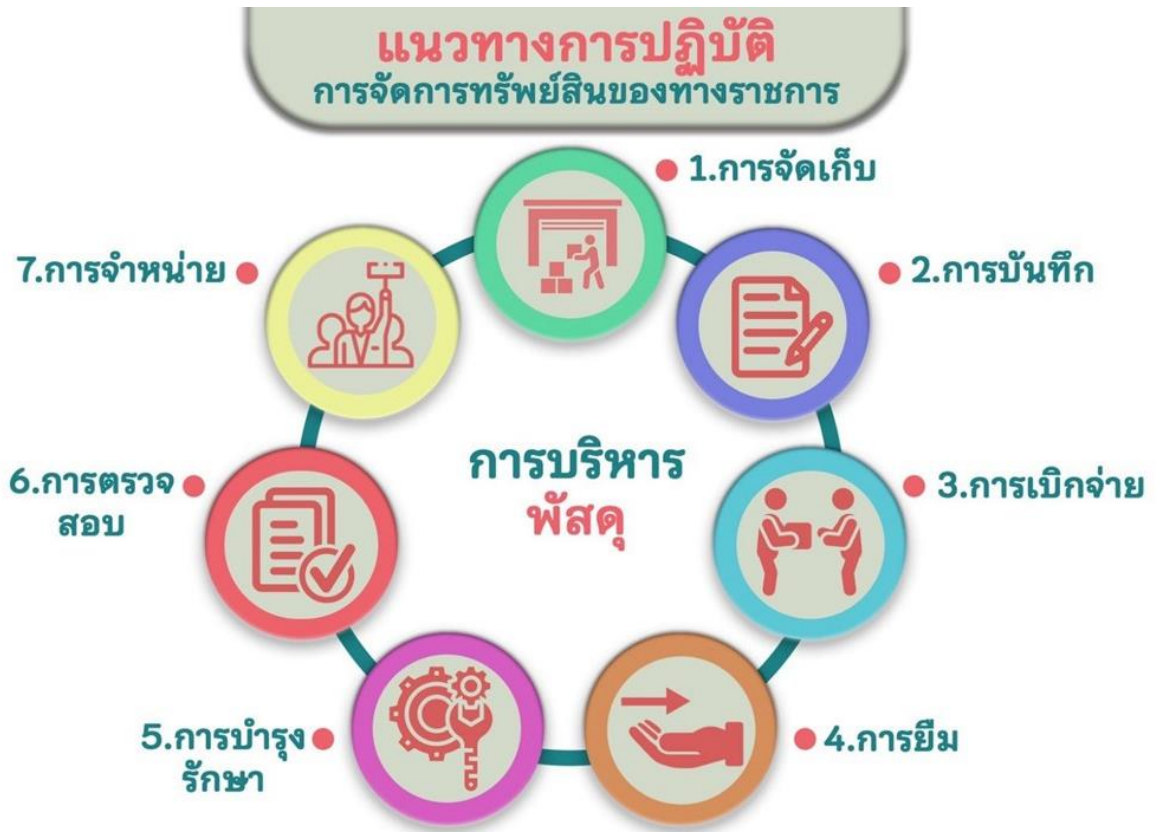 แนวทางการปฏิบัติ
การจัดการทรัพย์สินของทางราชการ
1.การจัดเก็บ
2.การบันทึก
3.การเบิกจ่าย
4.การยืม
5.การบำรุง
รักษา
6.การตรวจ
สอบ
7.การจำหน่าย
การบริหาร
พัสดุ